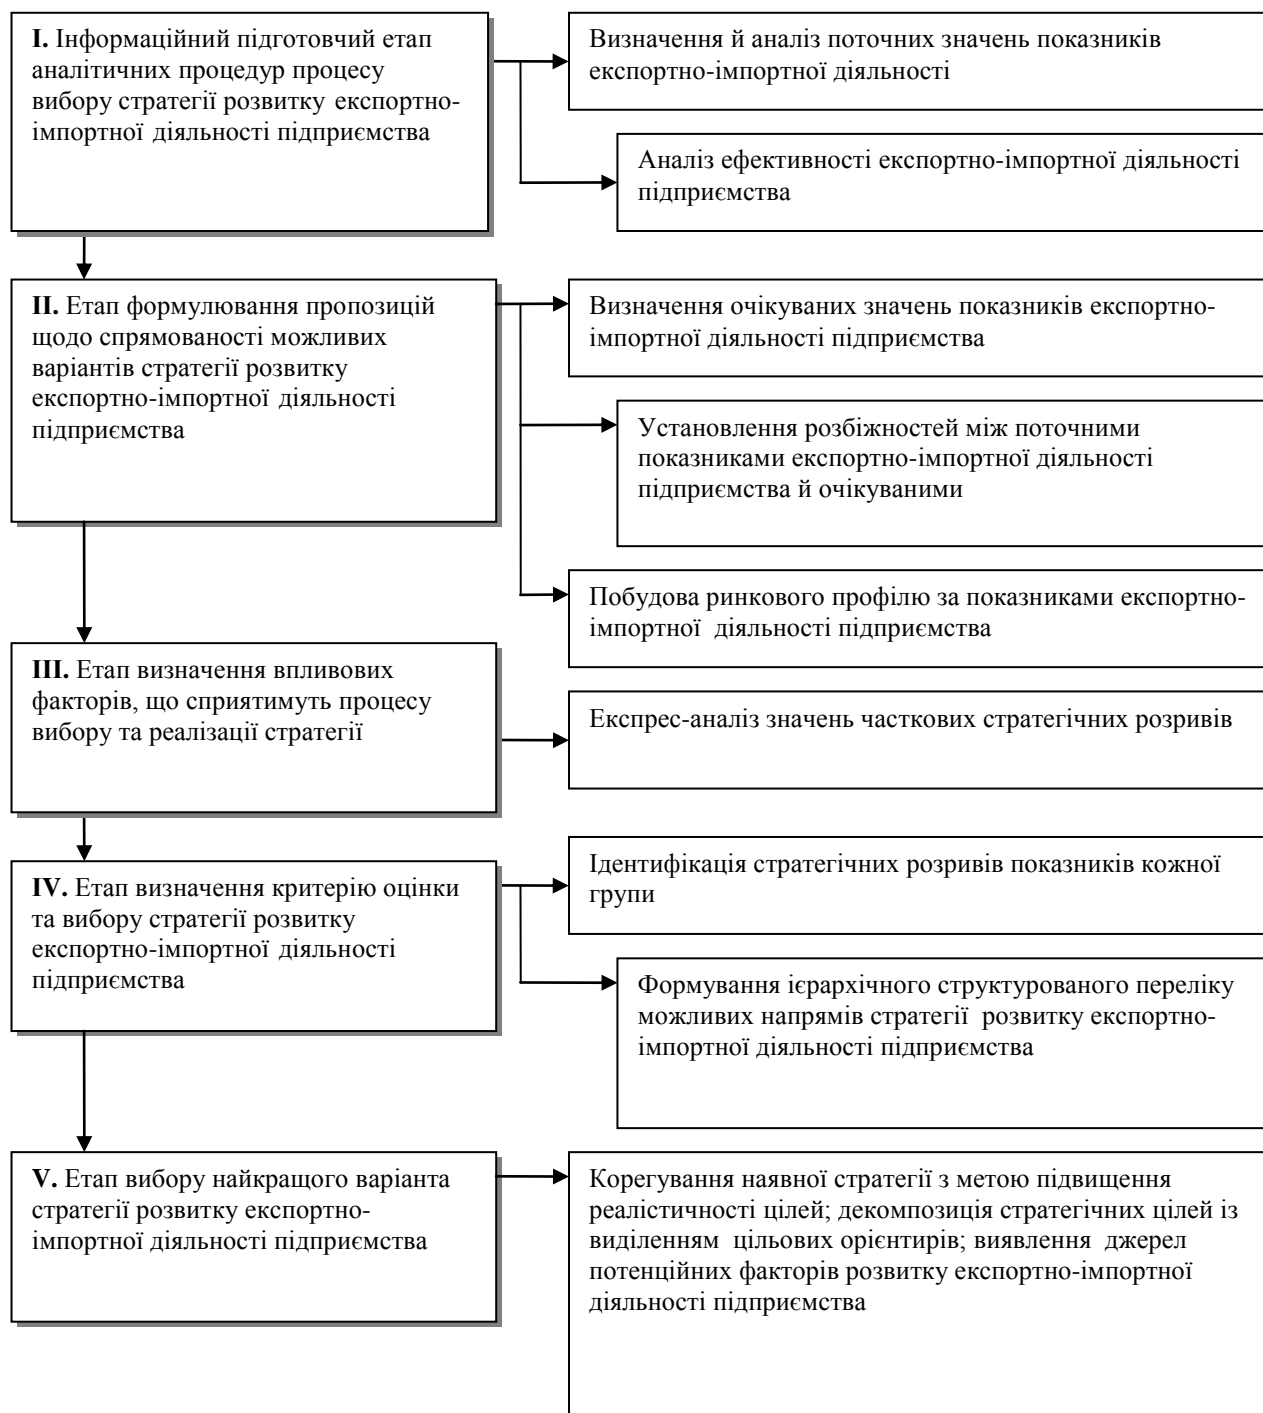 I. Інформаційний підготовчий етап
аналітичних процедур процесу
вибору стратегії розвитку експортно-
імпортної діяльності підприємства
Визначення й аналіз поточних значень показників
експортно-імпортної діяльності
Аналіз ефективності експортно-імпортної діяльності
підприємства
II. Етап формулювання пропозицій
щодо спрямованості можливих
варіантів стратегії розвитку
експортно-імпортної діяльності
підприємства
Визначення очікуваних значень показників експортно-
імпортної діяльності підприємства
Установлення розбіжностей між поточними
показниками експортно-імпортної діяльності
підприємства й очікуваними
Побудова ринкового профілю за показниками експортно-
імпортної діяльності підприємства
III. Етап визначення впливових
факторів, що сприятимуть процесу
вибору та реалізації стратегії
Експрес-аналіз значень часткових стратегічних розривів
IV. Етап визначення критерію оцінки
та вибору стратегії розвитку
експортно-імпортної діяльності
підприємства
Ідентифікація стратегічних розривів показників кожної
групи
Формування ієрархічного структурованого переліку
можливих напрямів стратегії розвитку експортно-
імпортної діяльності підприємства
V. Етап вибору найкращого варіанта
стратегії розвитку експортно-
імпортної діяльності підприємства
Корегування наявної стратегії з метою підвищення
реалістичності цілей; декомпозиція стратегічних цілей із
виділенням цільових орієнтирів; виявлення джерел
потенційних факторів розвитку експортно-імпортної
діяльності підприємства